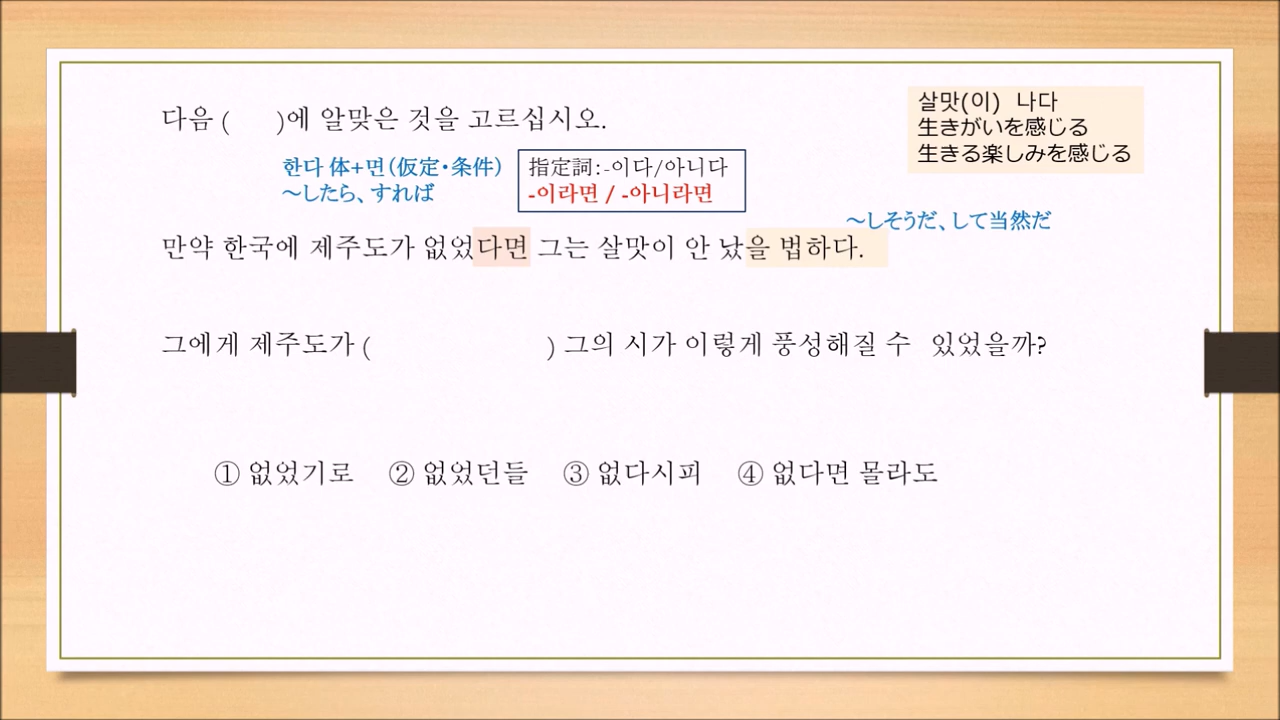 다음 (      )에 알맞은 것을 고르십시오.
살맛(이)  나다
生きがいを感じる
生きる楽しみを感じる
한다 体+면(仮定・条件)
～したら、すれば
指定詞:-이다/아니다
-이라면 / -아니라면
～しそうだ、して当然だ
만약 한국에 제주도가 없었다면 그는 살맛이 안 났을 법하다.
그에게 제주도가 (                    ) 그의 시가 이렇게 풍성해질 수  있었을까?
① 없었기로  ② 없었던들  ③ 없다시피  ④ 없다면 몰라도